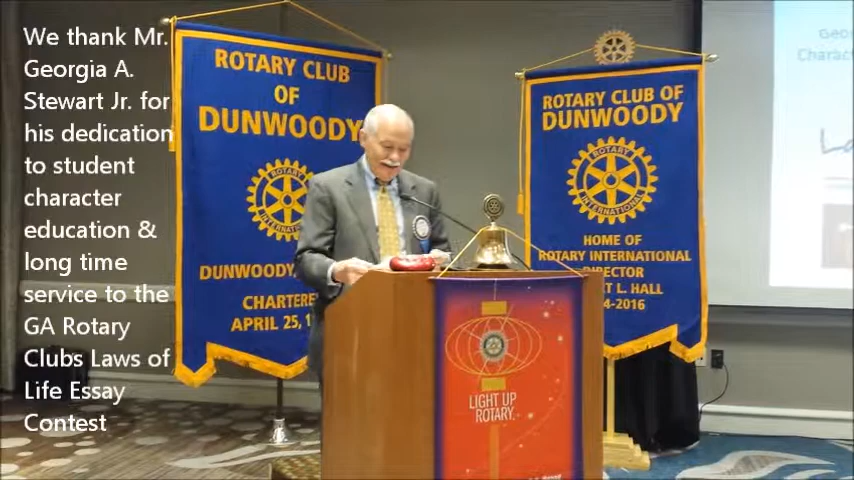 We thank Mr.
Georgia A.
Stewart Jr. for
his dedication
to student
character
education &
long time
service to the
GA Rotary
Clubs Laws of
Life Essay
Contest
ROTARY CLUB
OF
DUNWOODY
ROTARY
INTERNATIONAL
DUNWOODY,
CHARTERED
APRIL 25,
ROTARY CLUB OF
DUNWOODY
ROTARY
INTERNATIONAL
HOME OF
ROTARY INTERNATIONAL
DIRECTOR
L. HALL
-2016
LIGHT UP
ROTARY